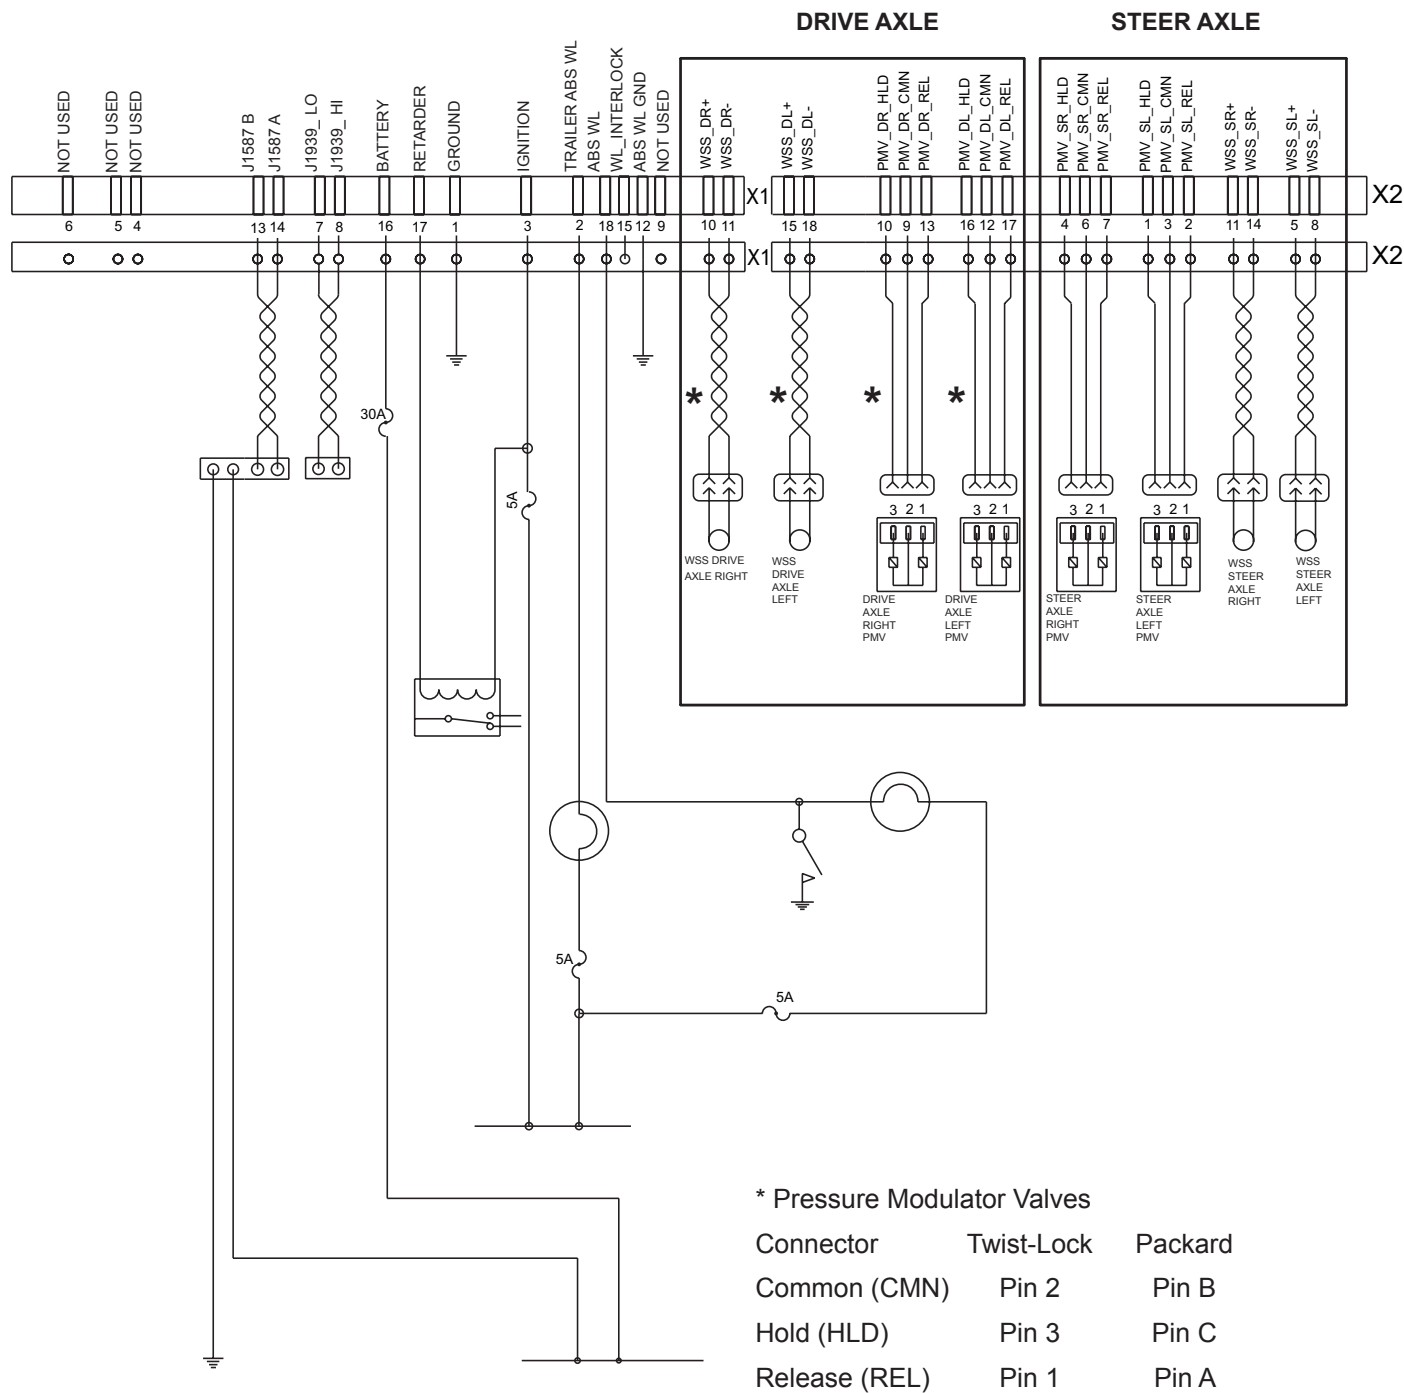 DRIVE AXLE STEER AXLE
NOT USED NOT USED NOT USED J1587 B J1587 A J1939_ LO J1939_ HI BATTERY RETARDER GROUND IGNITION TRAILER ABS WL ABS WL WL_INTERLOCK ABS WL GND NOT USED WSS_DR+ WSS_DR- WSS_DL+ WSS_DL- PMV_DR_HLD PMV_DR_CMN PMV_DR_REL PMV_DL_HLD PMV_DL_CMN PMV_DL_REL PMV_SR_HLD PMV_SR_CMN PMV_SR_REL PMV_SL_HLD PMV_SL_CMN PMV_SL_REL WSS_SR+ WSS_SR- WSS_SL+ WSS_SL-
X1 X2
6 5 4 13 14 7 8 16 17 1 3 2 18 15 12 9 10 11 15 18 10 9 13 16 12 17 4 6 7 1 3 2 11 14 5 8
X1 X2
* * * *
30A
5A
3 2 1 3 2 1 3 2 1 3 2 1
WSS DRIVE
AXLE RIGHT
WSS
DRIVE
AXLE
LEFT
DRIVE
AXLE
RIGHT
PMV
DRIVE
AXLE
LEFT
PMV
STEER
AXLE
RIGHT
PMV
STEER
AXLE
LEFT
PMV
WSS
STEER
AXLE
RIGHT
WSS
STEER
AXLE
LEFT
5A
5A
* Pressure Modulator Valves
Connector Twist-Lock Packard
Common (CMN) Pin 2 Pin B
Hold (HLD) Pin 3 Pin C
Release (REL) Pin 1 Pin A